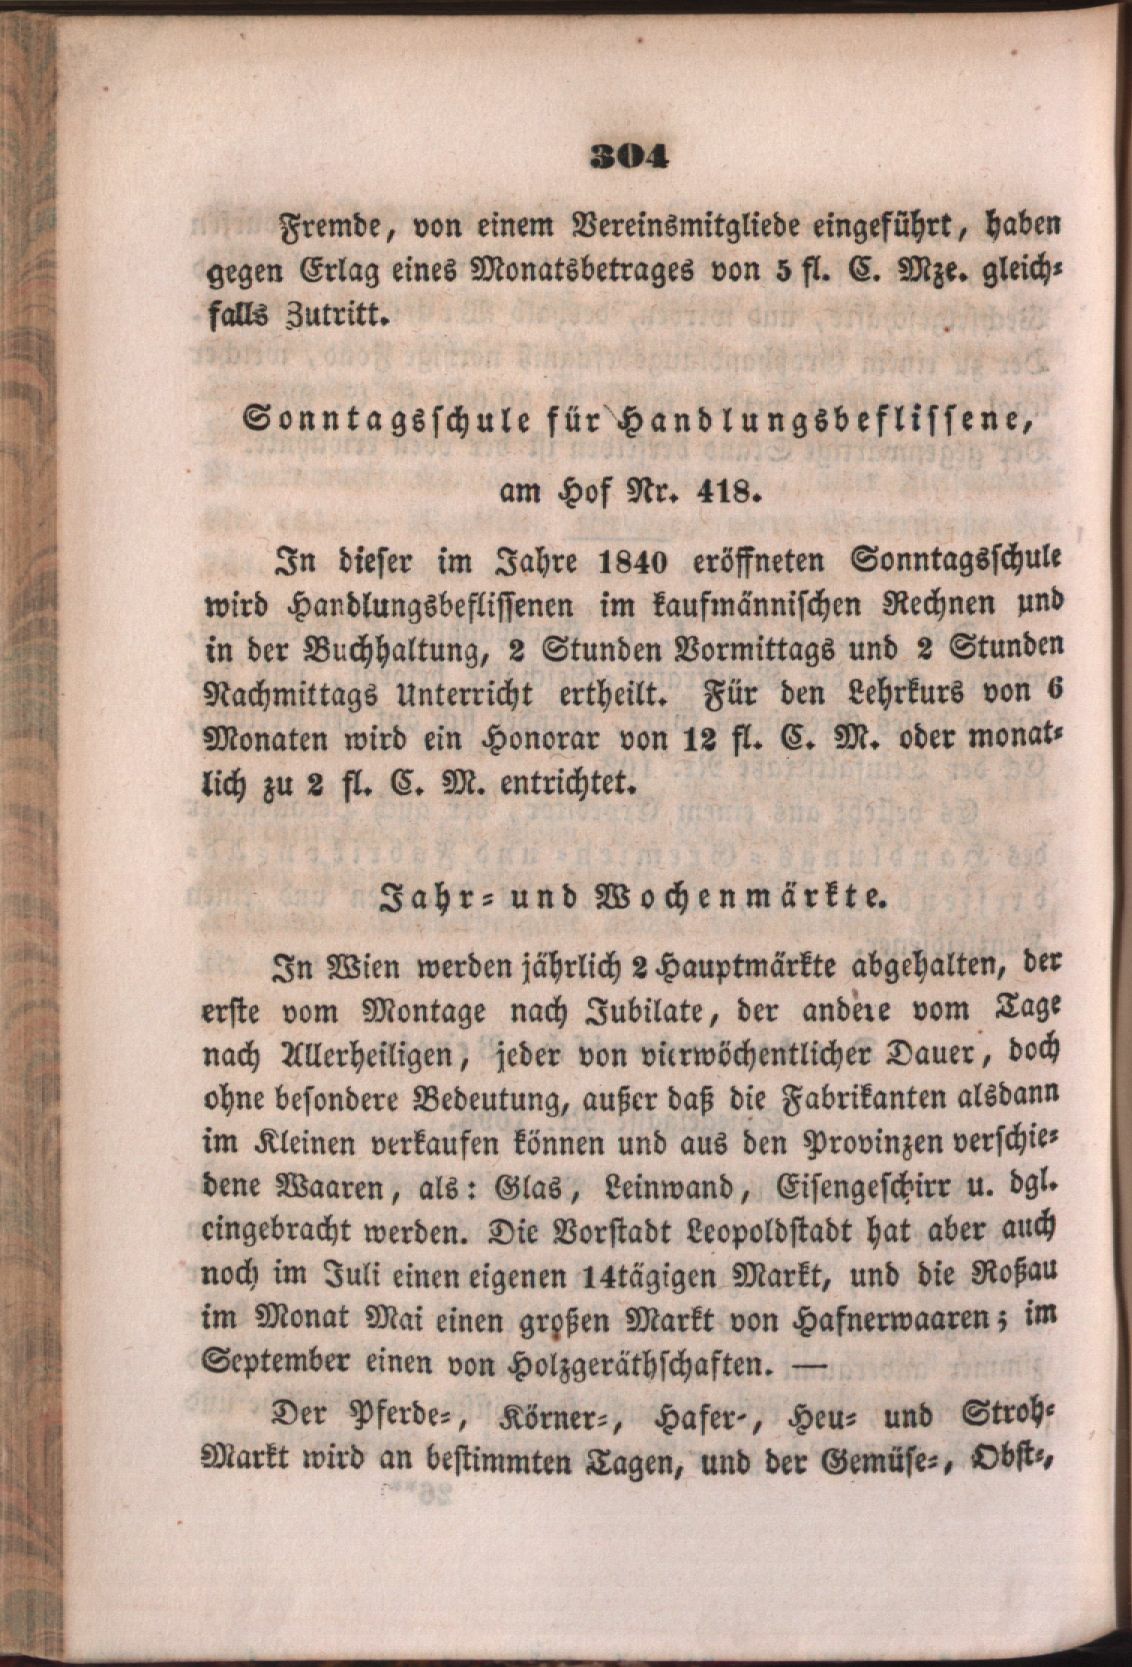 304
Fremde, von einem Vereinsmitgliede eingeführt, haben
gegen Erlag eines Monatsbetrages von 5 fl. C. Mze. gleich-
falls Zutritt.
Sonntagsschule für Handlungsbeflissene,
am Hof Nr. 418.
In dieser im Jahre 1840 eröffneten Sonntagsschule
wird Handlungsbeflissenen im kaufmännischen Rechnen und
in der Buchhaltung, 2 Stunden Vormittags und 2 Stunden
Nachmittags Unterricht ertheilt. Für den Lehrkurs von 6
Monaten wird ein Honorar von 12 fl. C. M. oder monat-
lich zu 2 fl. C. M. entrichtet.
Jahr- und Wochenmärkte.
In Wien werden jährlich 2 Hauptmärkte abgehalten, der
erste vom Montage nach Jubilate, der andere vom Tage
nach Allerheiligen, jeder von vierwöchentlicher Dauer, doch
ohne besondere Bedeutung, außer daß die Fabrikanten alsdann
im Kleinen verkaufen können und aus den Provinzen verschie-
dene Waaren, als: Glas, Leinwand, Eisengeschirr u. dgl.
eingebracht werden. Die Vorstadt Leopoldstadt hat aber auch
noch im Juli einen eigenen 14tägigen Markt, und die Roßau
im Monat Mai einen großen Markt von Hafnerwaaren; im
September einen von Holzgeräthschaften. —
Der Pferde-, Körner-, Hafer-, Heu- und Stroh-
Markt wird an bestimmten Tagen, und der Gemüse-, Obst-,